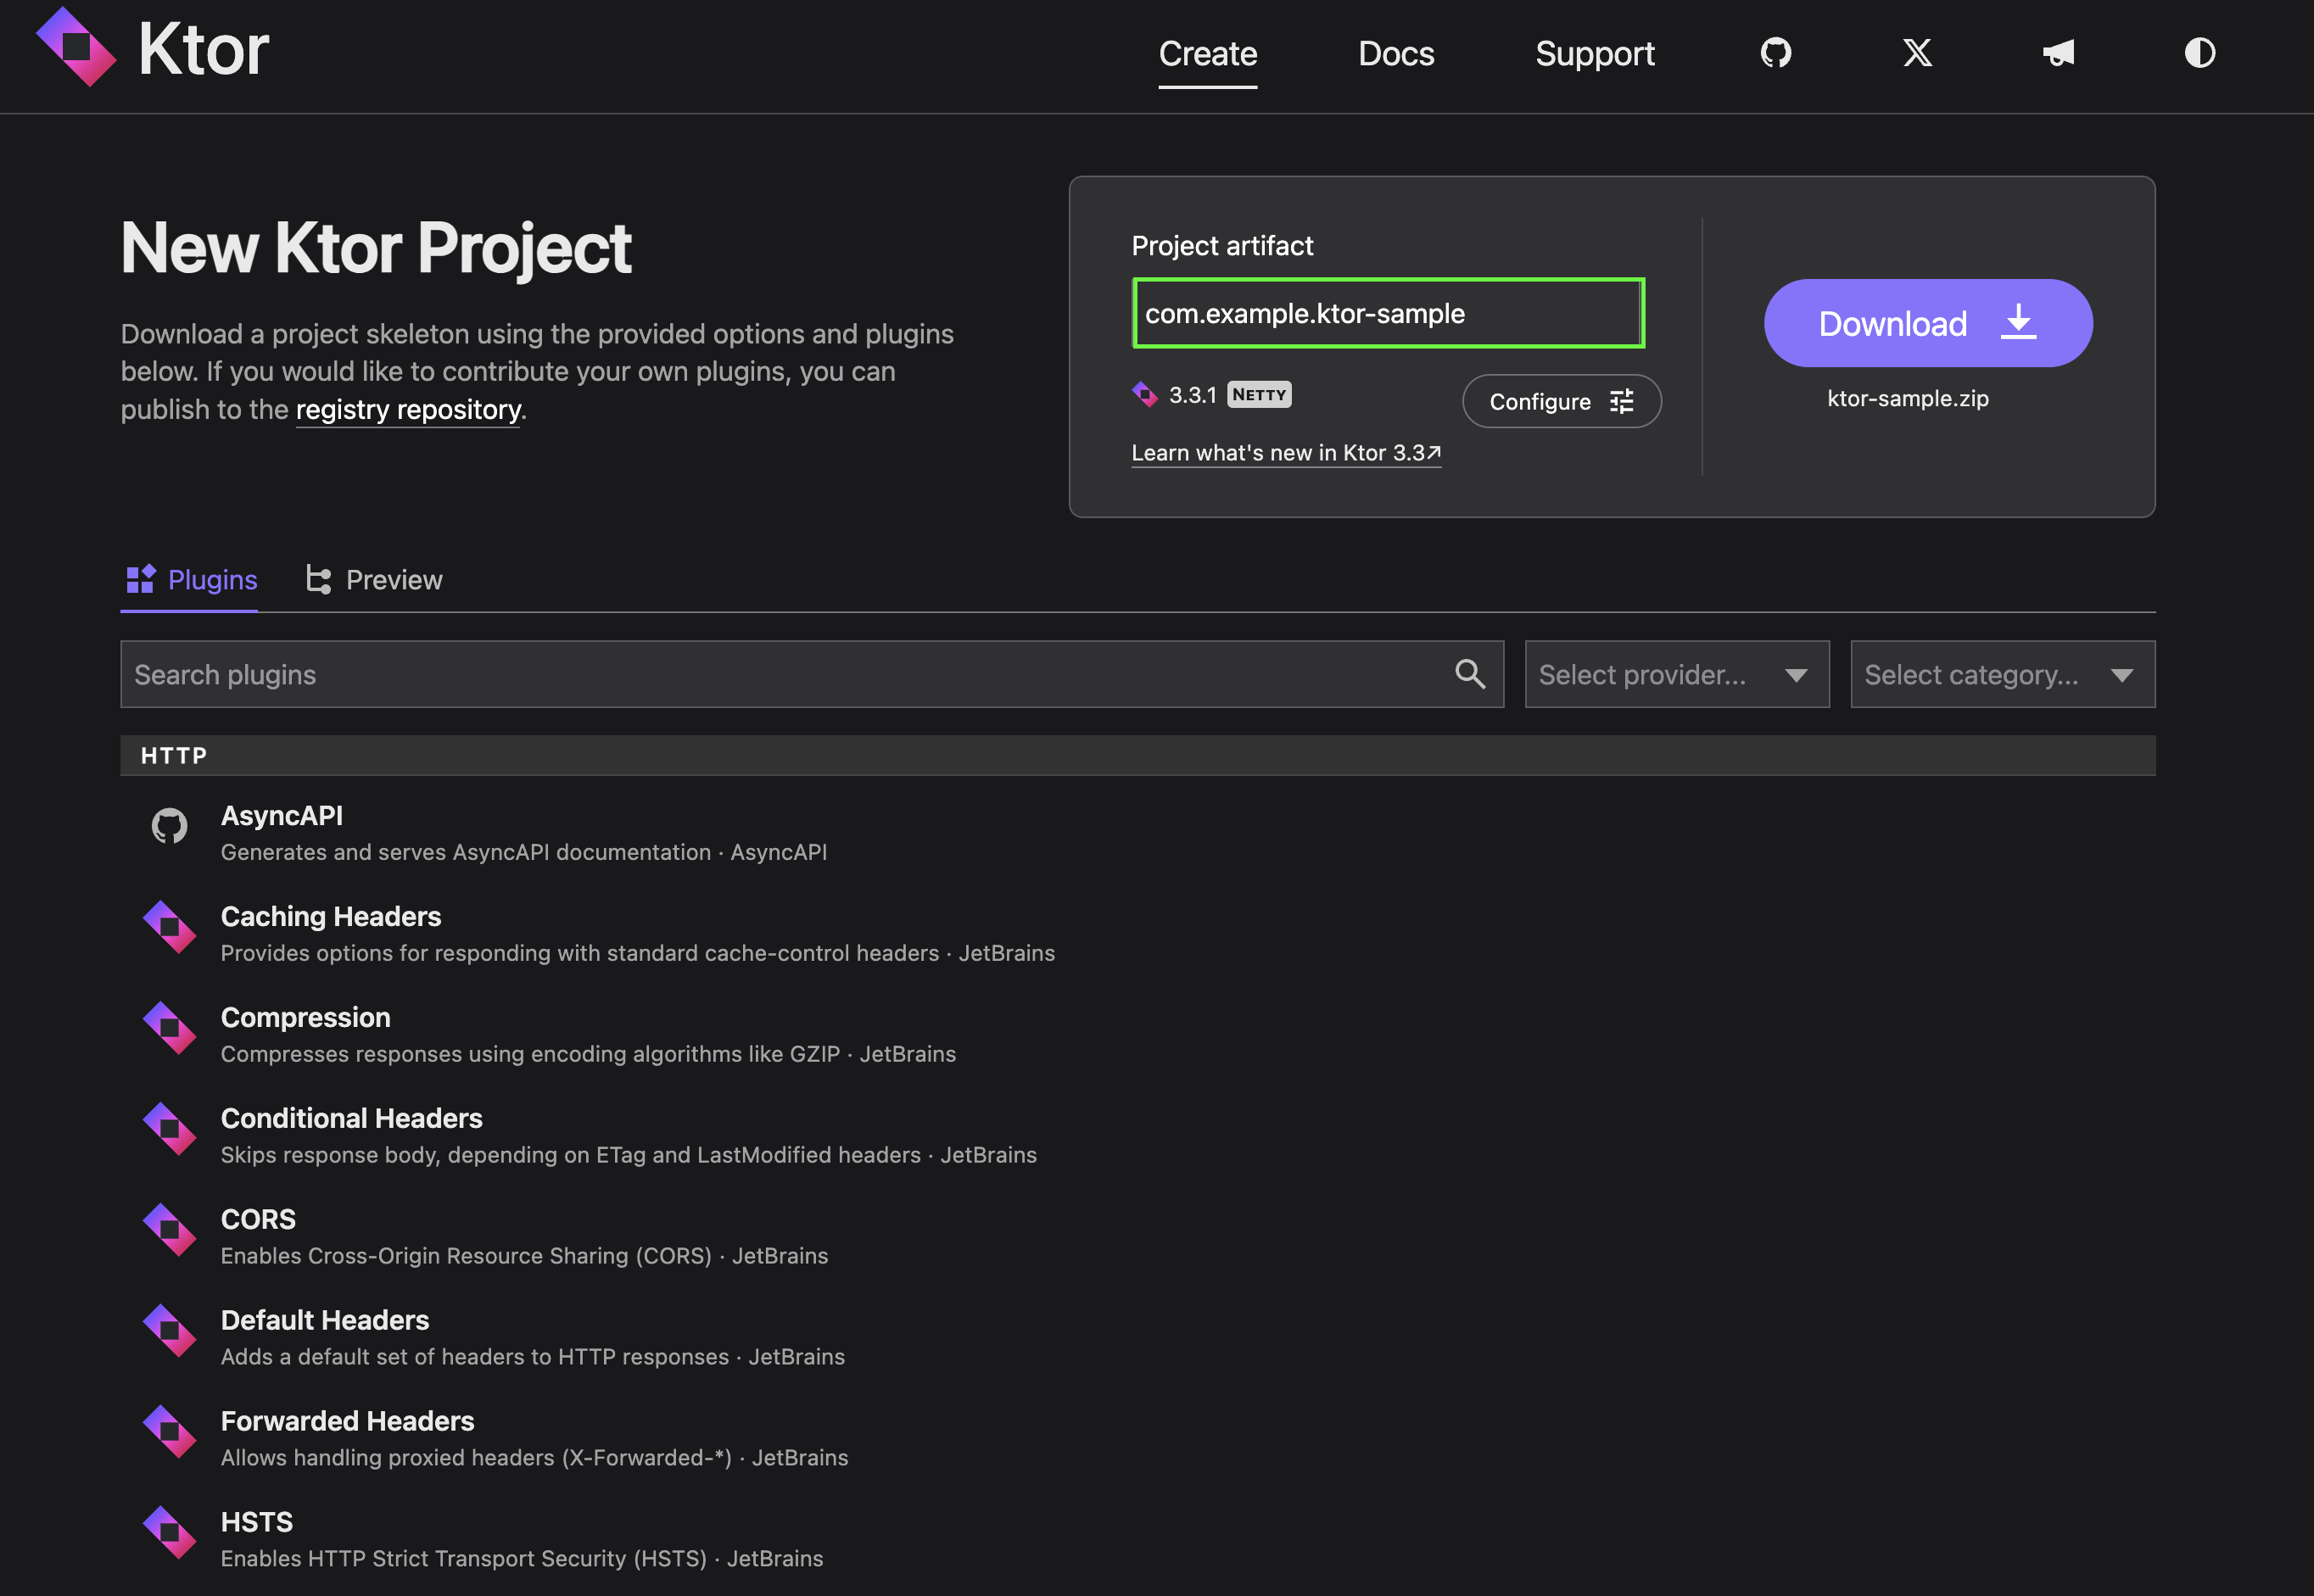 Ktor
Create
Docs
Support
New Ktor Project
Download a project skeleton using the provided options and plugins
below. If you would like to contribute your own plugins, you can
publish to the registry repository.
Project artifact
com.example.ktor-sample
3.3.1 NETTY
Configure
Learn what's new in Ktor 3.3↗
Download
ktor-sample.zip
Plugins
Preview
Search plugins
Select provider...
Select category...
HTTP
AsyncAPI
Generates and serves AsyncAPI documentation · AsyncAPI
Caching Headers
Provides options for responding with standard cache-control headers · JetBrains
Compression
Compresses responses using encoding algorithms like GZIP · JetBrains
Conditional Headers
Skips response body, depending on ETag and LastModified headers · JetBrains
CORS
Enables Cross-Origin Resource Sharing (CORS) · JetBrains
Default Headers
Adds a default set of headers to HTTP responses · JetBrains
Forwarded Headers
Allows handling proxied headers (X-Forwarded-*) · JetBrains
HSTS
Enables HTTP Strict Transport Security (HSTS) · JetBrains